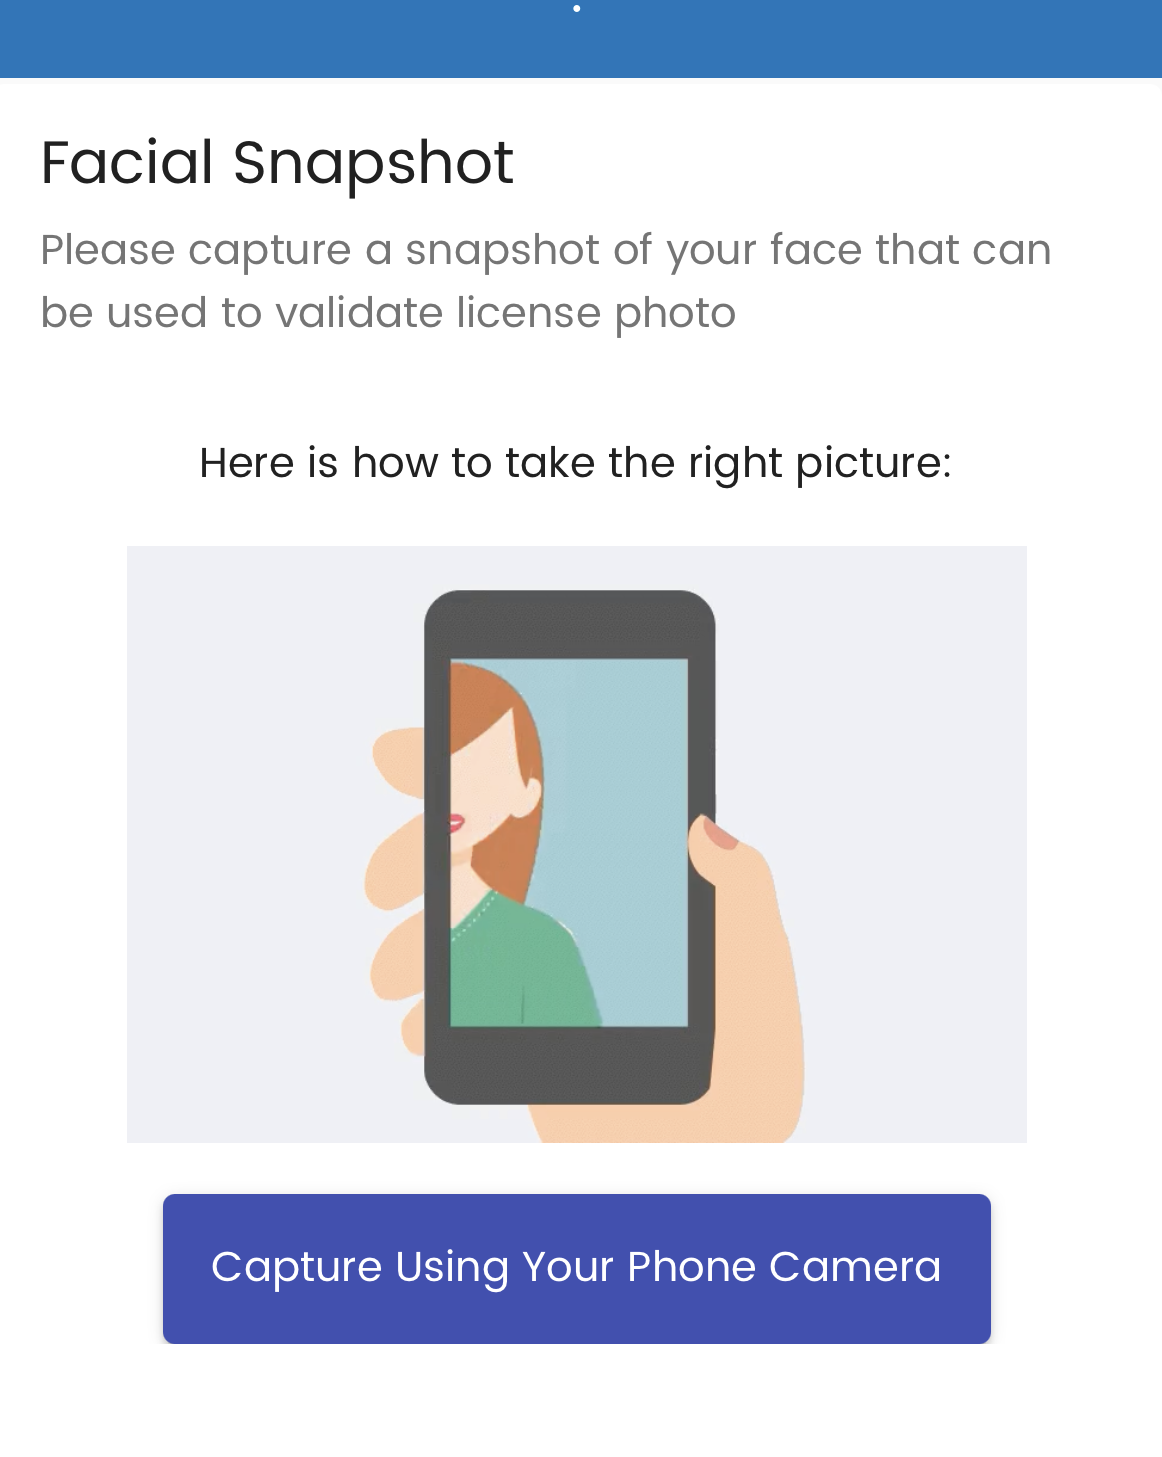 Facial Snapshot
Please capture a snapshot of your face that can
be used to validate license photo
Here is how to take the right picture:
Capture Using Your Phone Camera